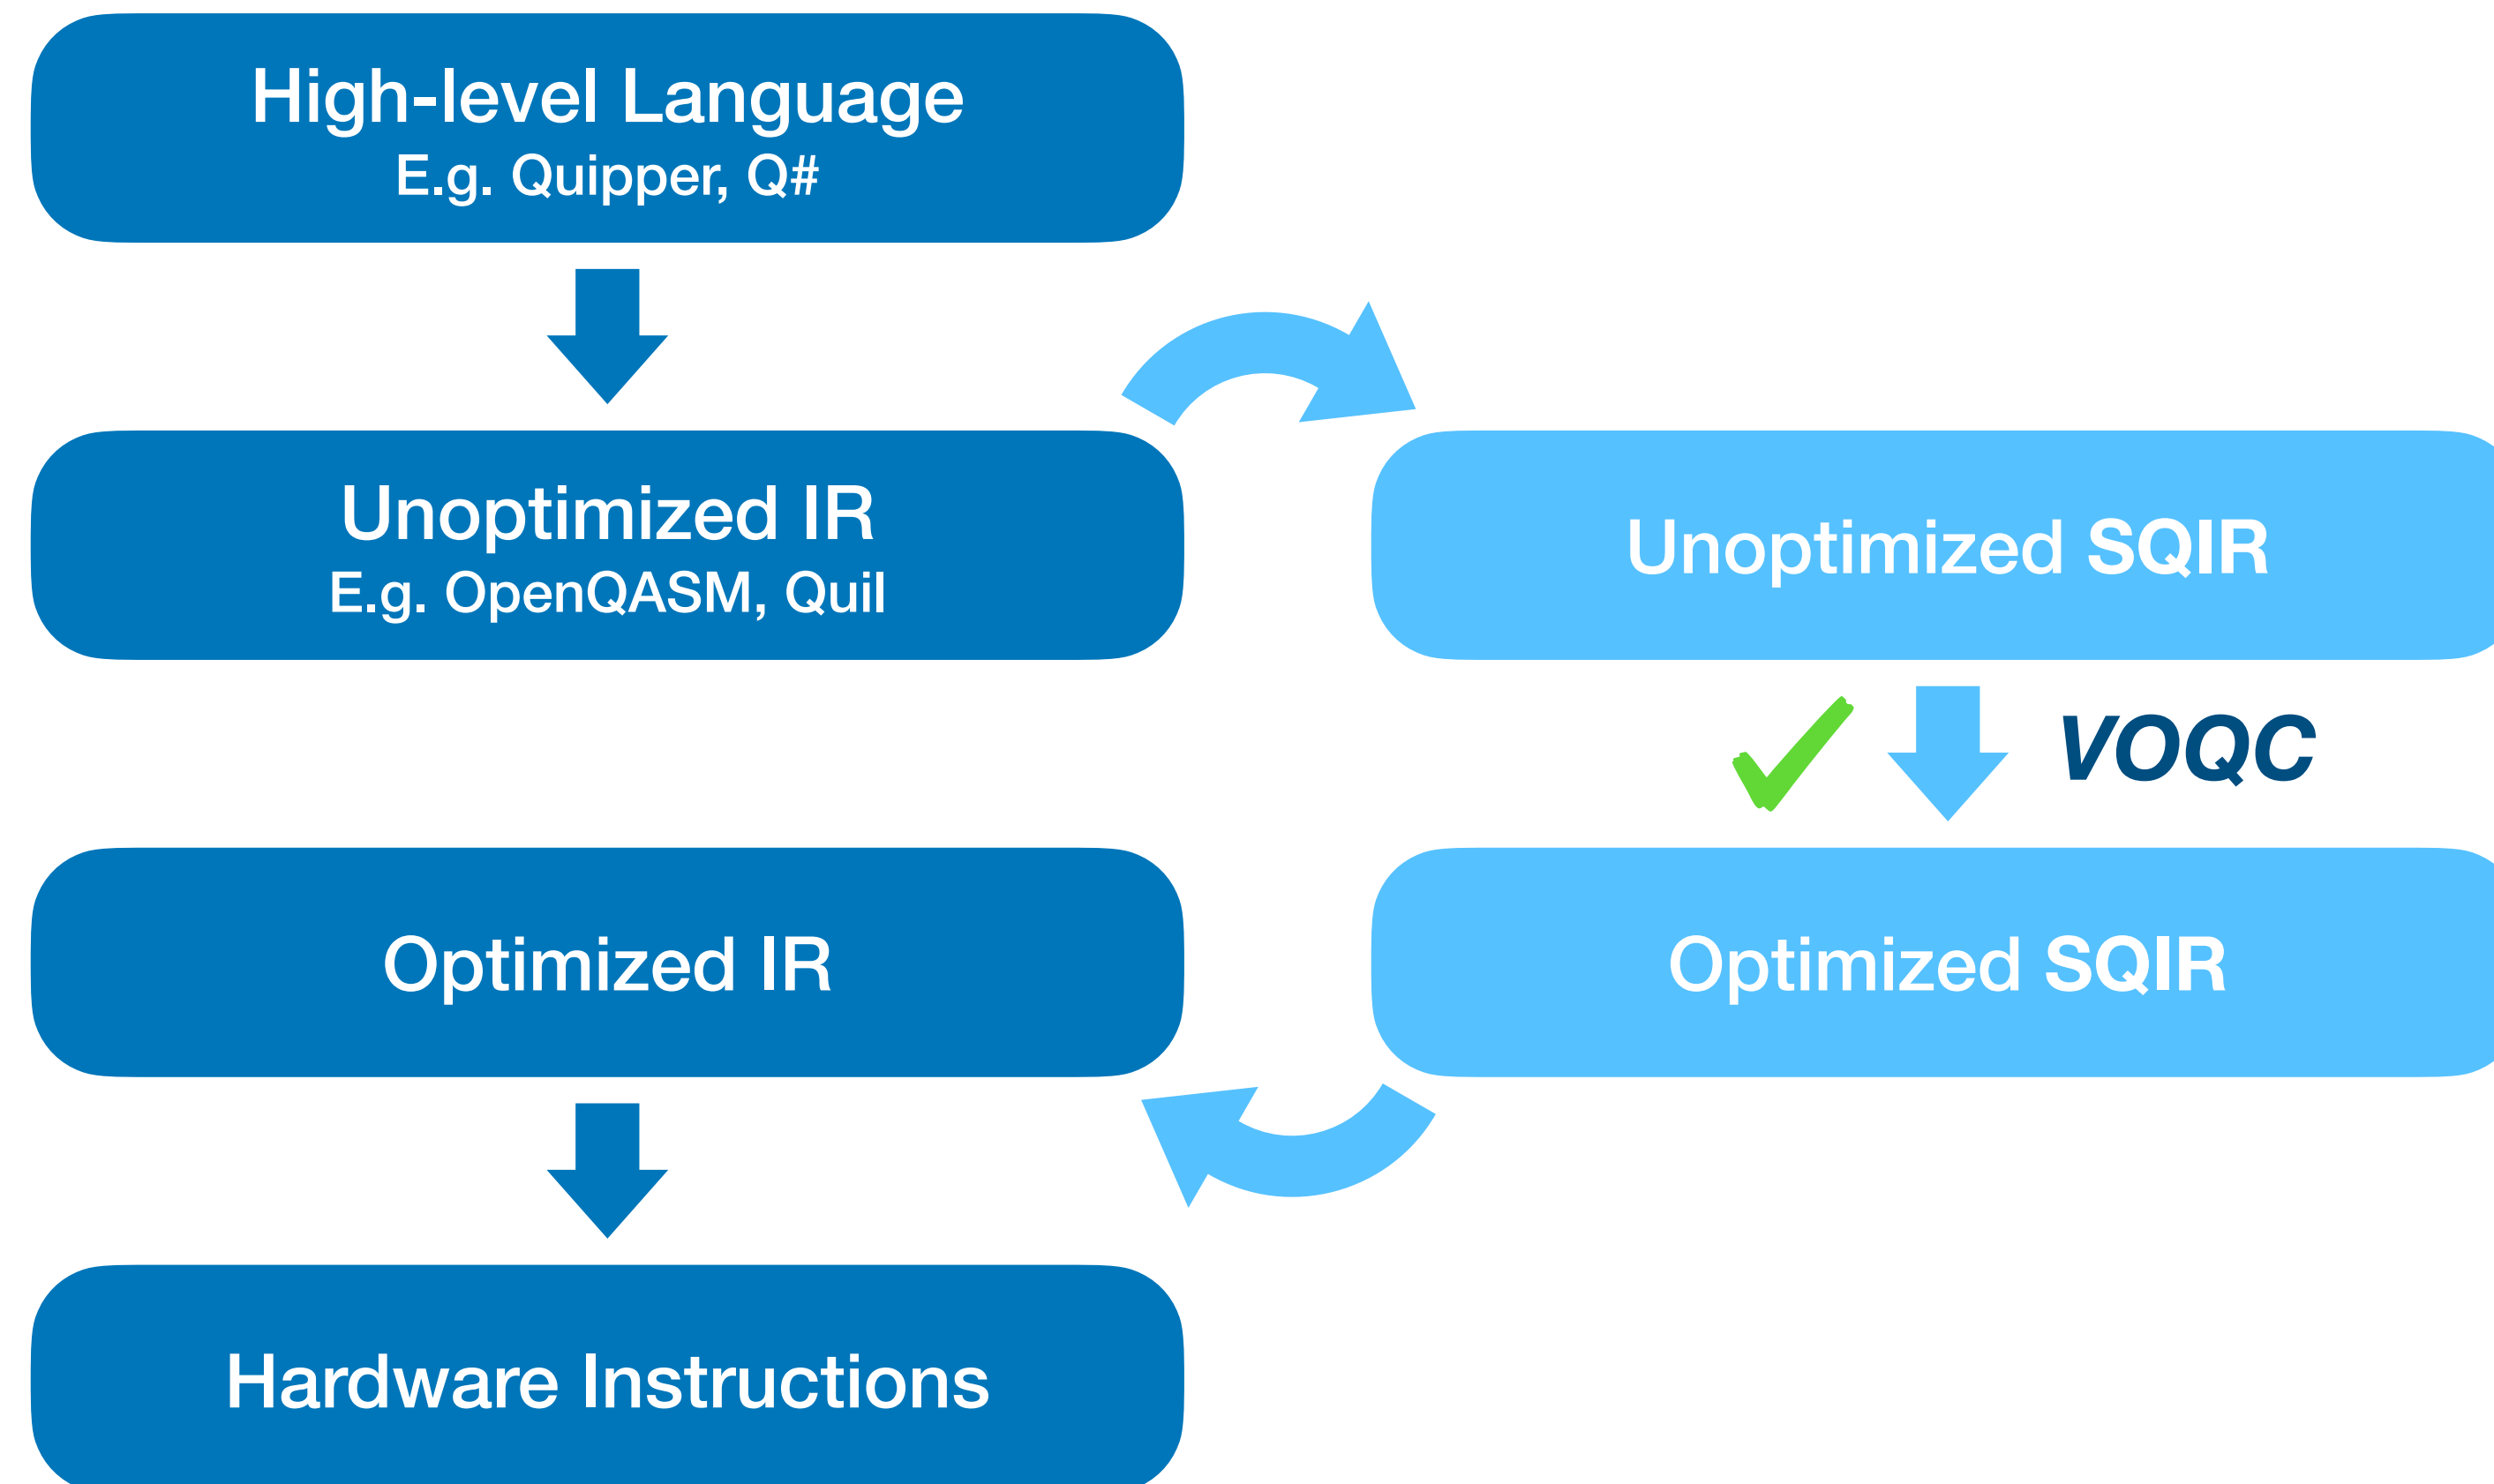 High-level Language
E.g. Quipper, Q#
Unoptimized IR
E.g. OpenQASM, Quil
Unoptimized SQIR
VOQC
Optimized IR
Optimized SQIR
Hardware Instructions